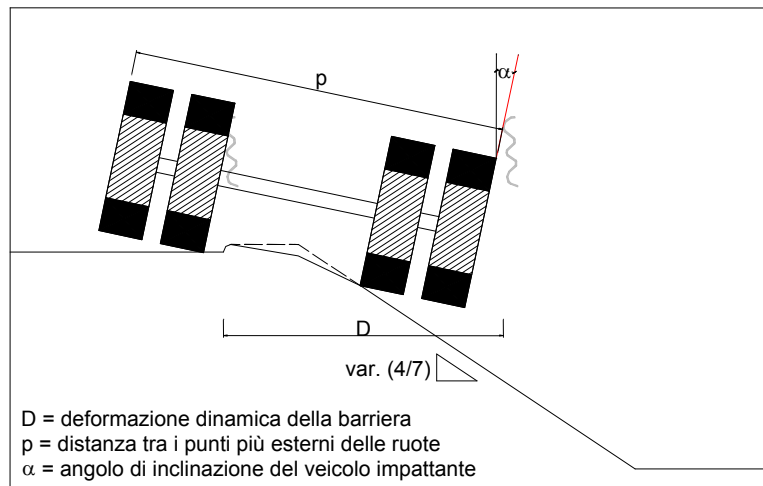 α
p
D
var. (4/7)
D = deformazione dinamica della barriera
p = distanza tra i punti più esterni delle ruote
α = angolo di inclinazione del veicolo impattante